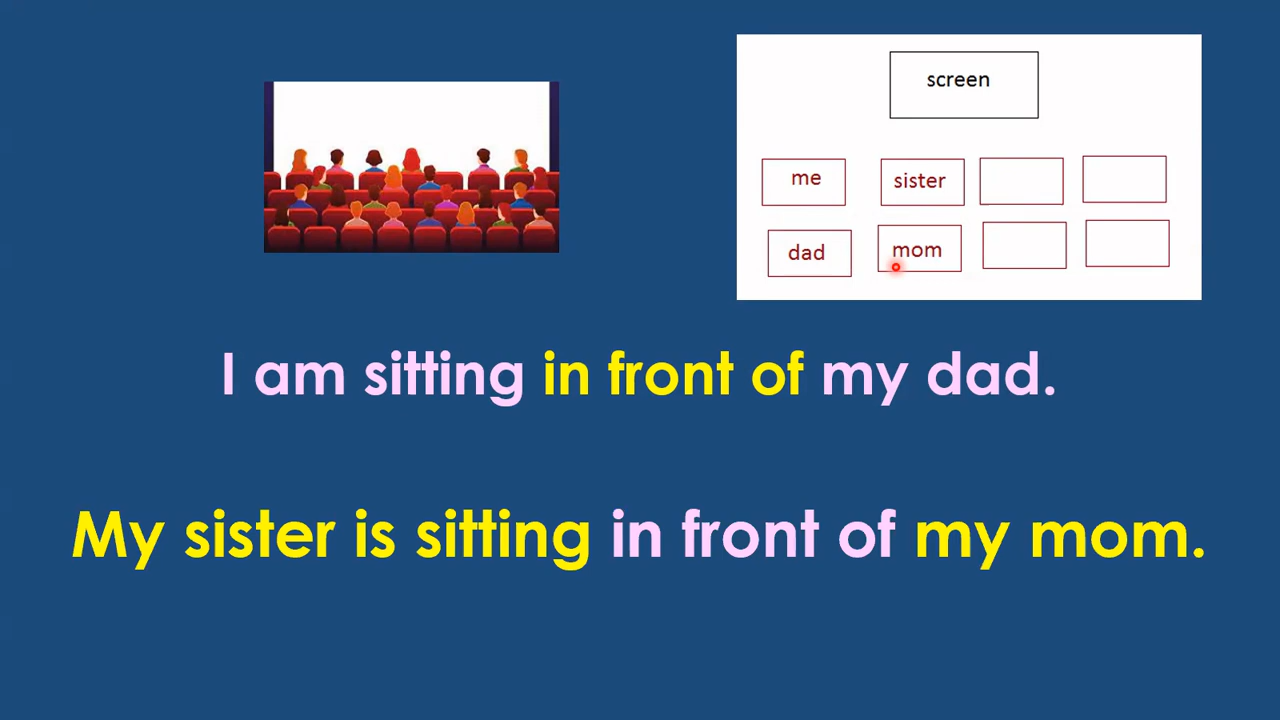 screen
me sister
dad mom
I am sitting in front of my dad.
My sister is sitting in front of my mom.